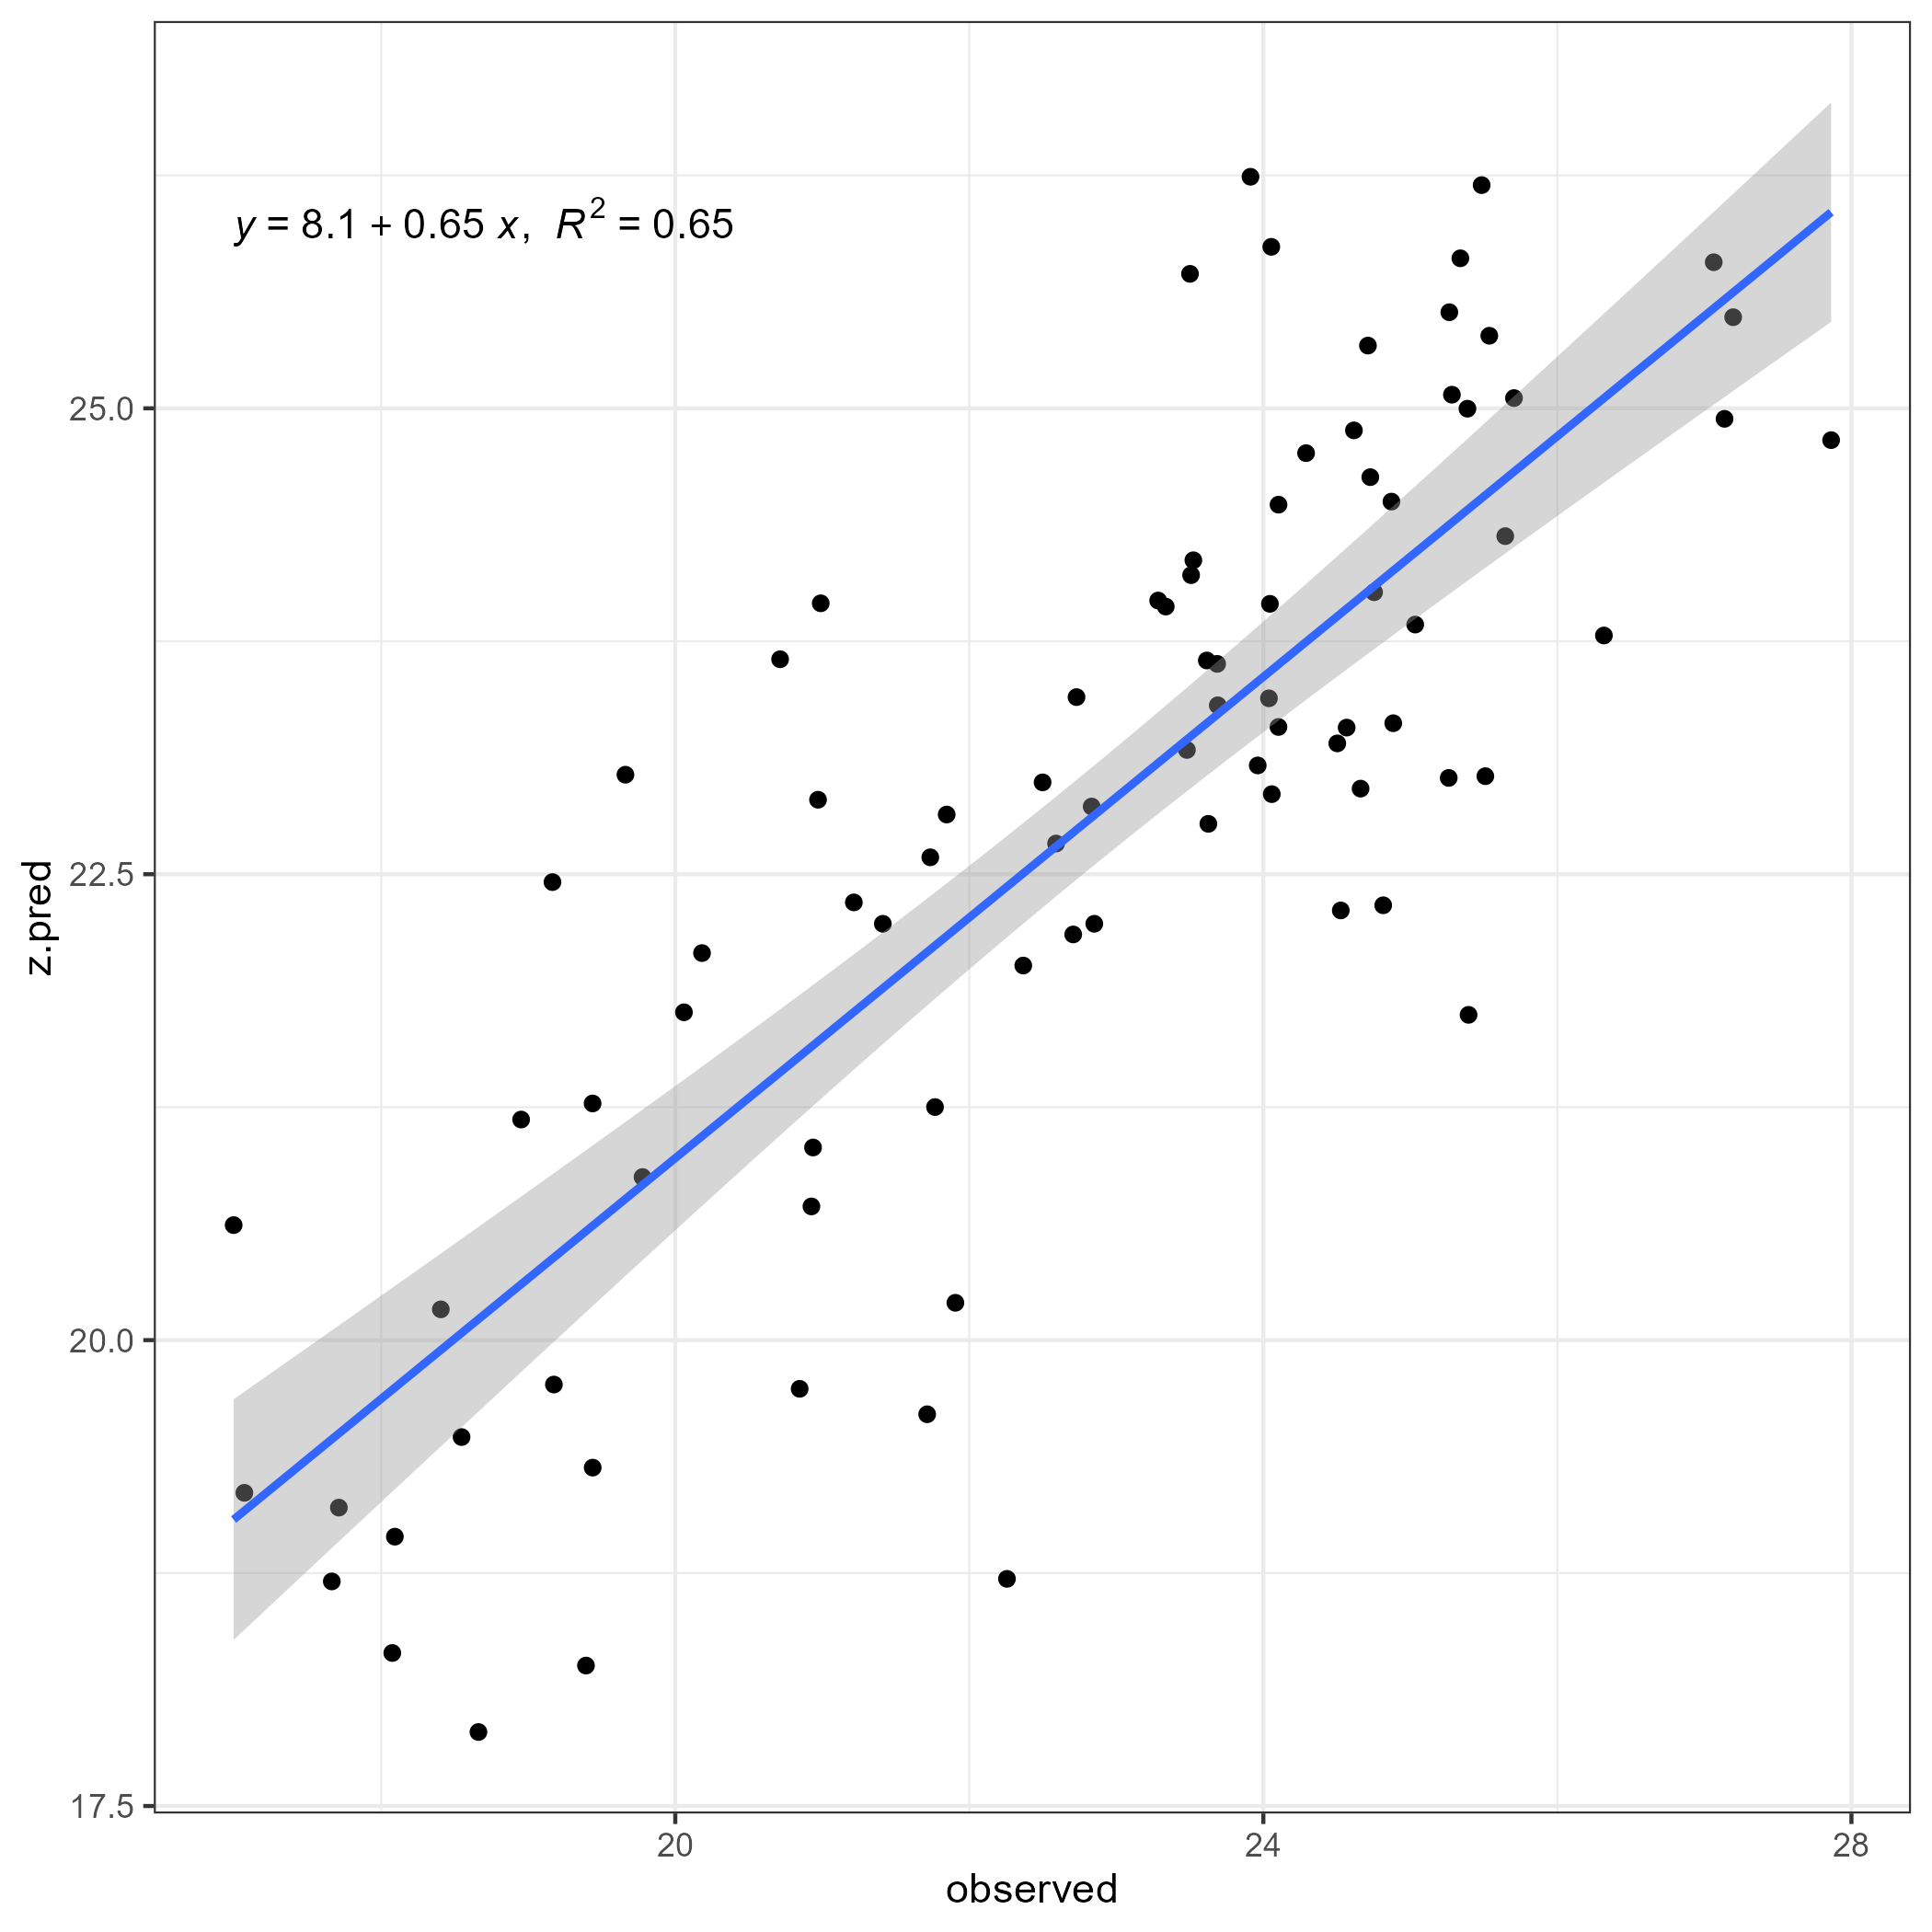 y = 8.1 + 0.65 x, R² = 0.65
25.0
22.5
20.0
17.5
z.pred
20 24 28
observed